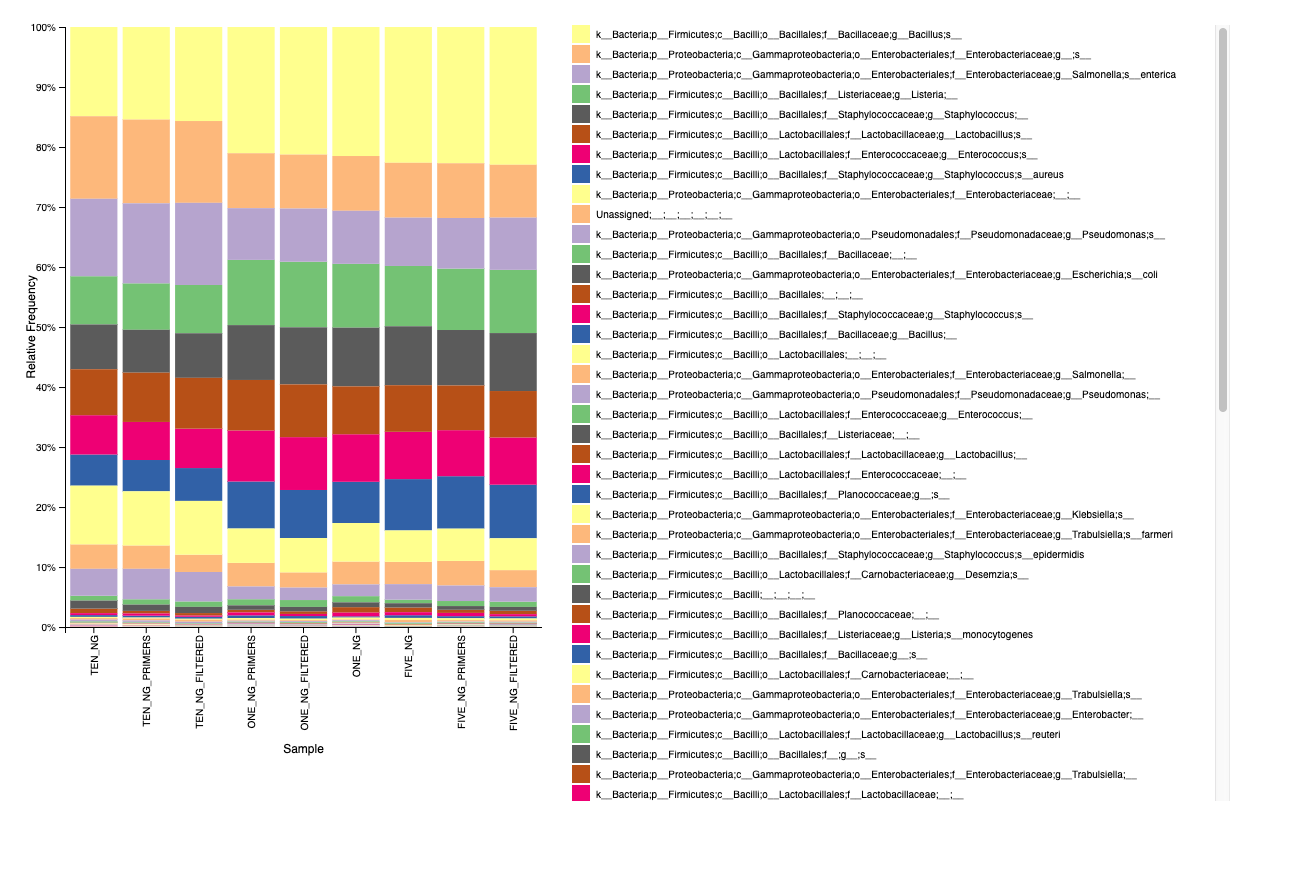 100%
90%
80%
70%
60%
50%
40%
30%
20%
10%
0%
Relative Frequency
TEN_NG
TEN_NG_PRIMERS
TEN_NG_FILTERED
ONE_NG_PRIMERS
ONE_NG_FILTERED
ONE_NG
FIVE_NG
FIVE_NG_PRIMERS
FIVE_NG_FILTERED
Sample
k__Bacteria;p__Firmicutes;c__Bacilli;o__Bacillales;f__Bacillaceae;g__Bacillus;s__
k__Bacteria;p__Proteobacteria;c__Gammaproteobacteria;o__Enterobacteriales;f__Enterobacteriaceae;g__;s__
k__Bacteria;p__Proteobacteria;c__Gammaproteobacteria;o__Enterobacteriales;f__Enterobacteriaceae;g__Salmonella;s__enterica
k__Bacteria;p__Firmicutes;c__Bacilli;o__Bacillales;f__Listeriaceae;g__Listeria;__
k__Bacteria;p__Firmicutes;c__Bacilli;o__Bacillales;f__Staphylococcaceae;g__Staphylococcus;__
k__Bacteria;p__Firmicutes;c__Bacilli;o__Lactobacillales;f__Lactobacillaceae;g__Lactobacillus;s__
k__Bacteria;p__Firmicutes;c__Bacilli;o__Lactobacillales;f__Enterococcaceae;g__Enterococcus;s__
k__Bacteria;p__Firmicutes;c__Bacilli;o__Bacillales;f__Staphylococcaceae;g__Staphylococcus;s__aureus
k__Bacteria;p__Proteobacteria;c__Gammaproteobacteria;o__Enterobacteriales;f__Enterobacteriaceae;__;__
Unassigned;__;__;__;__;__;__
k__Bacteria;p__Proteobacteria;c__Gammaproteobacteria;o__Pseudomonadales;f__Pseudomonadaceae;g__Pseudomonas;s__
k__Bacteria;p__Firmicutes;c__Bacilli;o__Bacillales;f__Bacillaceae;__;__
k__Bacteria;p__Proteobacteria;c__Gammaproteobacteria;o__Enterobacteriales;f__Enterobacteriaceae;g__Escherichia;s__coli
k__Bacteria;p__Firmicutes;c__Bacilli;o__Bacillales;__;__;__
k__Bacteria;p__Firmicutes;c__Bacilli;o__Bacillales;f__Staphylococcaceae;g__Staphylococcus;s__
k__Bacteria;p__Firmicutes;c__Bacilli;o__Bacillales;f__Bacillaceae;g__Bacillus;__
k__Bacteria;p__Firmicutes;c__Bacilli;o__Lactobacillales;__;__;__
k__Bacteria;p__Proteobacteria;c__Gammaproteobacteria;o__Enterobacteriales;f__Enterobacteriaceae;g__Salmonella;__
k__Bacteria;p__Proteobacteria;c__Gammaproteobacteria;o__Pseudomonadales;f__Pseudomonadaceae;g__Pseudomonas;__
k__Bacteria;p__Firmicutes;c__Bacilli;o__Lactobacillales;f__Enterococcaceae;g__Enterococcus;__
k__Bacteria;p__Firmicutes;c__Bacilli;o__Bacillales;f__Listeriaceae;__;__
k__Bacteria;p__Firmicutes;c__Bacilli;o__Lactobacillales;f__Lactobacillaceae;g__Lactobacillus;__
k__Bacteria;p__Firmicutes;c__Bacilli;o__Lactobacillales;f__Enterococcaceae;__;__
k__Bacteria;p__Firmicutes;c__Bacilli;o__Bacillales;f__Planococcaceae;g__;s__
k__Bacteria;p__Proteobacteria;c__Gammaproteobacteria;o__Enterobacteriales;f__Enterobacteriaceae;g__Klebsiella;s__
k__Bacteria;p__Proteobacteria;c__Gammaproteobacteria;o__Enterobacteriales;f__Enterobacteriaceae;g__Trabulsiella;s__farmeri
k__Bacteria;p__Firmicutes;c__Bacilli;o__Bacillales;f__Staphylococcaceae;g__Staphylococcus;s__epidermidis
k__Bacteria;p__Firmicutes;c__Bacilli;o__Lactobacillales;f__Carnobacteriaceae;g__Desemzia;s__
k__Bacteria;p__Firmicutes;c__Bacilli;__;__;__;__
k__Bacteria;p__Firmicutes;c__Bacilli;o__Bacillales;f__Planococcaceae;__;__
k__Bacteria;p__Firmicutes;c__Bacilli;o__Bacillales;f__Listeriaceae;g__Listeria;s__monocytogenes
k__Bacteria;p__Firmicutes;c__Bacilli;o__Bacillales;f__Bacillaceae;g__;s__
k__Bacteria;p__Firmicutes;c__Bacilli;o__Lactobacillales;f__Carnobacteriaceae;__;__
k__Bacteria;p__Proteobacteria;c__Gammaproteobacteria;o__Enterobacteriales;f__Enterobacteriaceae;g__Trabulsiella;s__
k__Bacteria;p__Proteobacteria;c__Gammaproteobacteria;o__Enterobacteriales;f__Enterobacteriaceae;g__Enterobacter;__
k__Bacteria;p__Firmicutes;c__Bacilli;o__Lactobacillales;f__Lactobacillaceae;g__Lactobacillus;s__reuteri
k__Bacteria;p__Firmicutes;c__Bacilli;o__Bacillales;f__;g__;s__
k__Bacteria;p__Proteobacteria;c__Gammaproteobacteria;o__Enterobacteriales;f__Enterobacteriaceae;g__Trabulsiella;__
k__Bacteria;p__Firmicutes;c__Bacilli;o__Lactobacillales;f__Lactobacillaceae;__;__